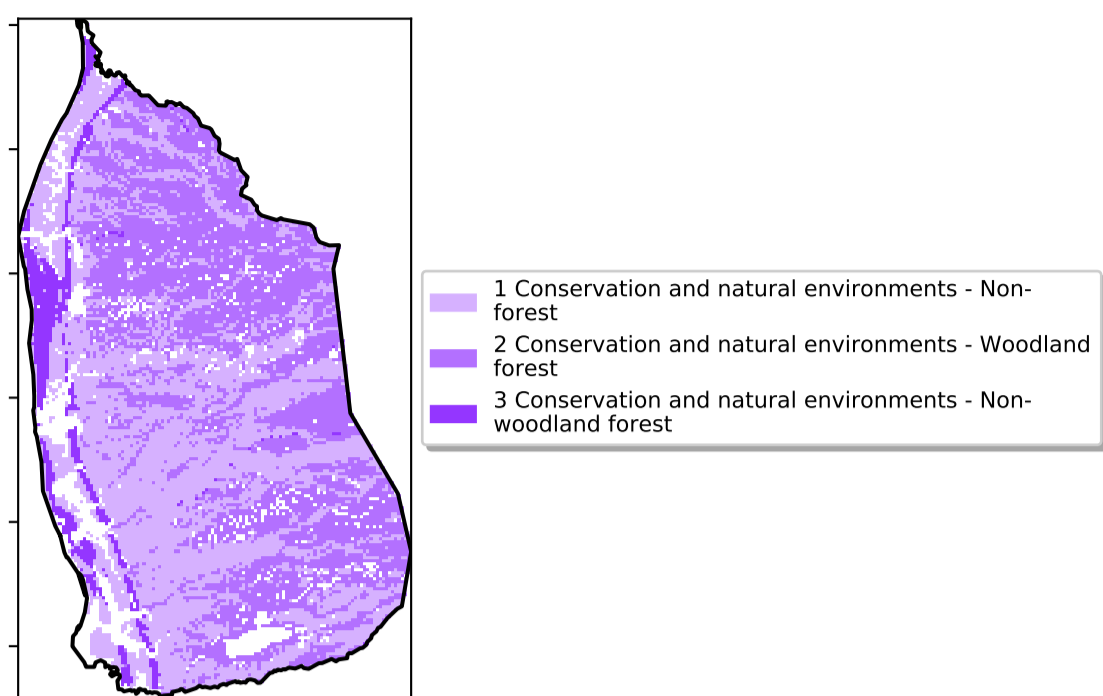 1 Conservation and natural environments - Non-
forest
2 Conservation and natural environments - Woodland
forest
3 Conservation and natural environments - Non-
woodland forest